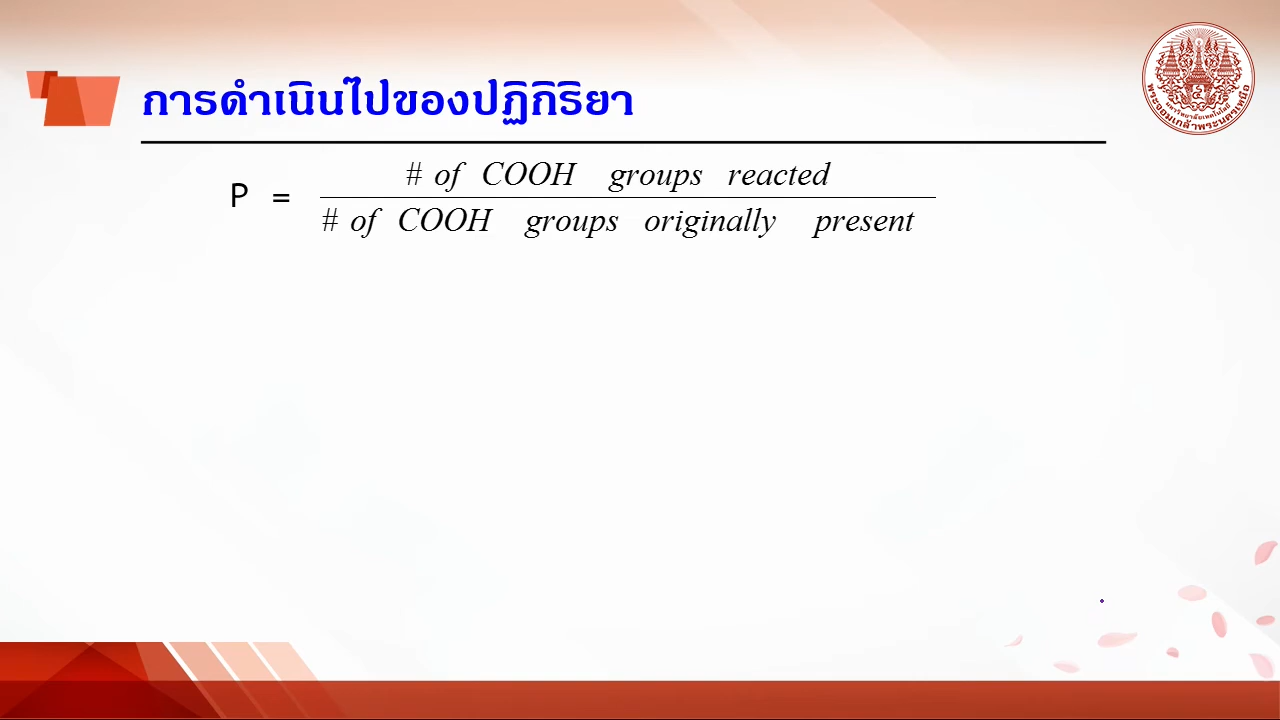 การดำเนินไปของปฏิกิริยา
P = # of COOH groups reacted
# of COOH groups originally present